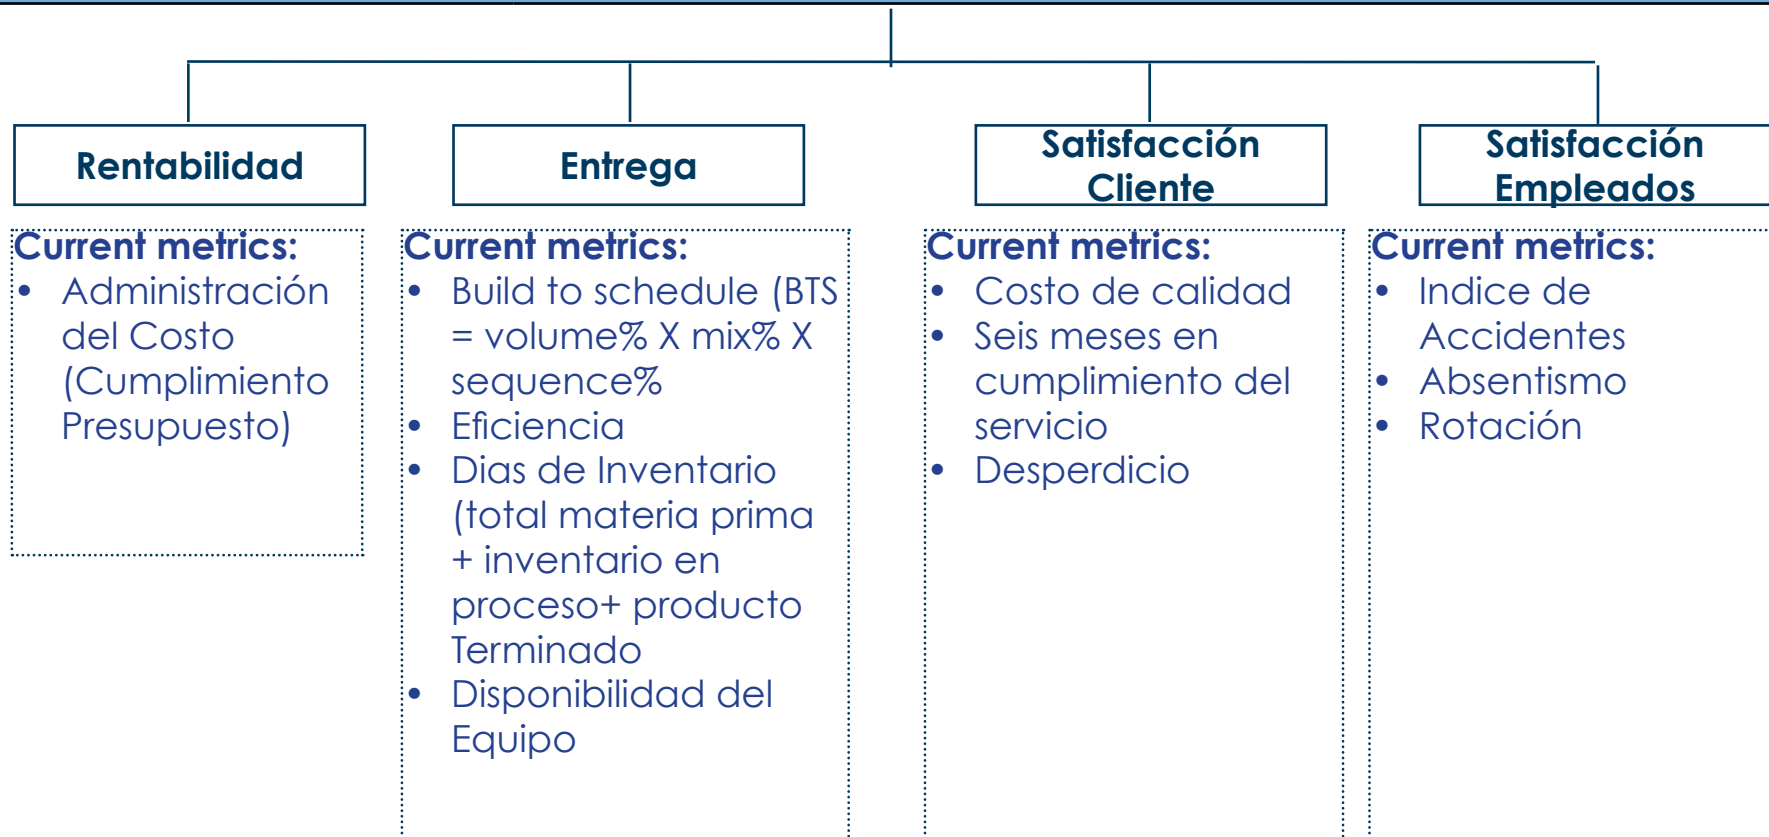 Rentabilidad
Current metrics:
• Administración
del Costo
(Cumplimiento
Presupuesto)
Entrega
Current metrics:
• Build to schedule (BTS
= volume% X mix% X
sequence%
• Eficiencia
• Dias de Inventario
(total materia prima
+ inventario en
proceso+ producto
Terminado
• Disponibilidad del
Equipo
Satisfacción
Cliente
Current metrics:
• Costo de calidad
• Seis meses en
cumplimiento del
servicio
• Desperdicio
Satisfacción
Empleados
Current metrics:
• Indice de
Accidentes
• Absentismo
• Rotación